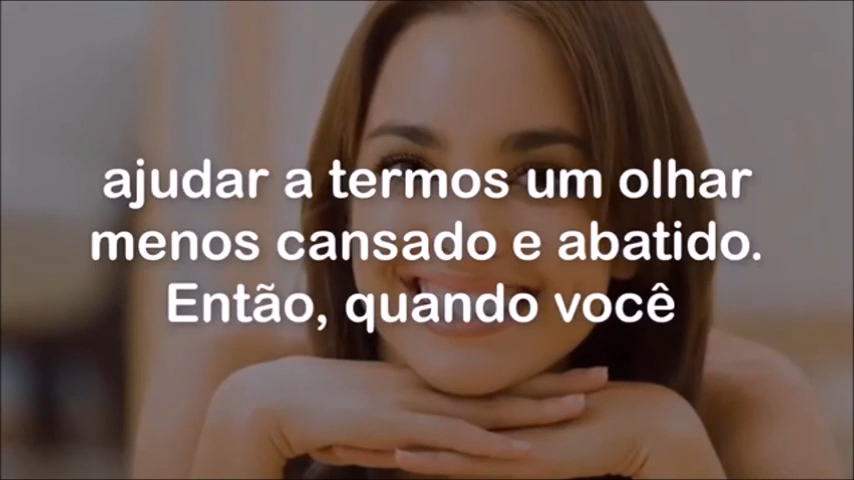 ajudar a termos um olhar
menos cansado e abatido.
Então, quando você